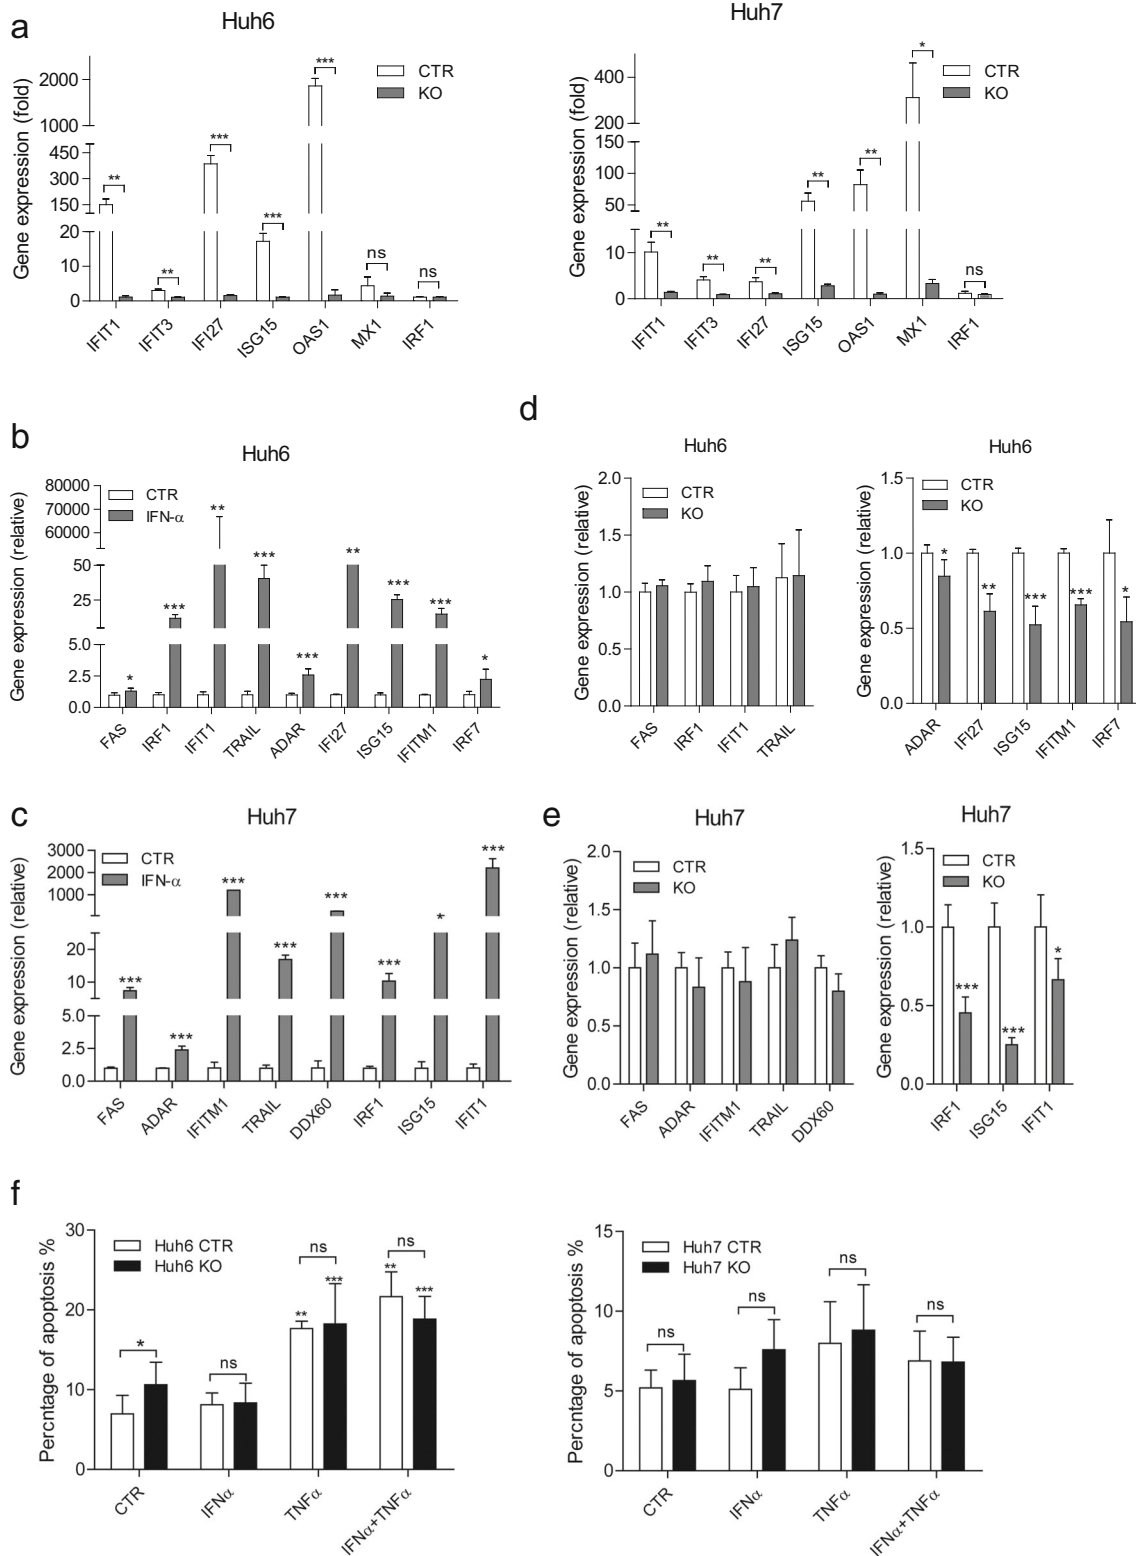 a
Huh6
Gene expression (fold)
2000
1000
450
300
150
20
10
0
CTR
KO
**
**
***
***
***
ns
ns
IFIT1
IFIT3
IFI27
ISG15
OAS1
MX1
IRF1
Huh7
Gene expression (fold)
400
200
150
100
50
10
0
CTR
KO
**
**
**
**
**
*
ns
IFIT1
IFIT3
IFI27
ISG15
OAS1
MX1
IRF1
b
Huh6
Gene expression (relative)
80000
70000
60000
50
25
5.0
2.5
0.0
CTR
IFN-α
*
***
**
***
***
**
***
***
*
FAS
IRF1
IFIT1
TRAIL
ADAR
IFI27
ISG15
IFITM1
IRF7
d
Huh6
Gene expression (relative)
2.0
1.5
1.0
0.5
0.0
CTR
KO
FAS
IRF1
IFIT1
TRAIL
Huh6
Gene expression (relative)
1.5
1.0
0.5
0.0
CTR
KO
*
**
***
***
*
ADAR
IFI27
ISG15
IFITM1
IRF7
c
Huh7
Gene expression (relative)
3000
2000
1000
20
10
5.0
2.5
0.0
CTR
IFN-α
***
***
***
***
***
***
*
***
FAS
ADAR
IFITM1
TRAIL
DDX60
IRF1
ISG15
IFIT1
e
Huh7
Gene expression (relative)
2.0
1.5
1.0
0.5
0.0
CTR
KO
FAS
ADAR
IFITM1
TRAIL
DDX60
Huh7
Gene expression (relative)
1.5
1.0
0.5
0.0
CTR
KO
***
***
*
IRF1
ISG15
IFIT1
f
Percntage of apoptosis %
30
20
10
0
Huh6 CTR
Huh6 KO
*
ns
ns
**
***
ns
**
***
CTR
IFNα
TNFα
IFNα+TNFα
Percntage of apoptosis %
15
10
5
0
Huh7 CTR
Huh7 KO
ns
ns
ns
ns
CTR
IFNα
TNFα
IFNα+TNFα